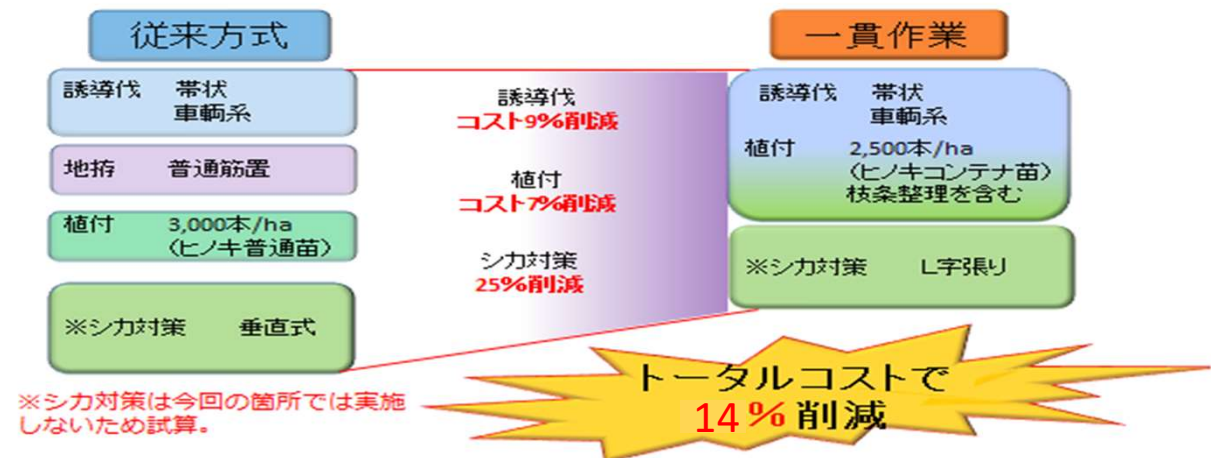 従来方式
誘導伐 帯状
車輌系
地拵 普通筋置
植付 3,000本/ha
(ヒノキ普通苗)
※シカ対策 垂直式
※シカ対策は今回の箇所では実施
しないため試算。
誘導伐
コスト9%削減
植付
コスト7%削減
シカ対策
25%削減
一貫作業
誘導伐 帯状
車輌系
植付 2,500本/ha
(ヒノキコンテナ苗)
枝条整理を含む
※シカ対策 L字張り
トータルコストで
14%削減